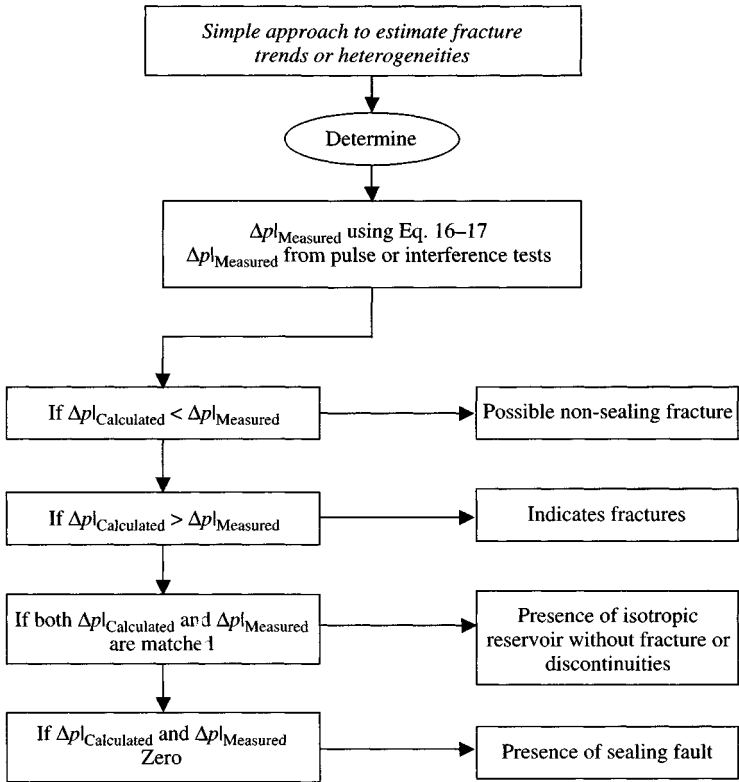 Simple approach to estimate fracture
trends or heterogeneities
Determine
Δp|Measured using Eq. 16–17
Δp|Measured from pulse or interference tests
If Δp|Calculated < Δp|Measured
Possible non-sealing fracture
If Δp|Calculated > Δp|Measured
Indicates fractures
If both Δp|Calculated and Δp|Measured
are matched
Presence of isotropic
reservoir without fracture or
discontinuities
If Δp|Calculated and Δp|Measured
Zero
Presence of sealing fault